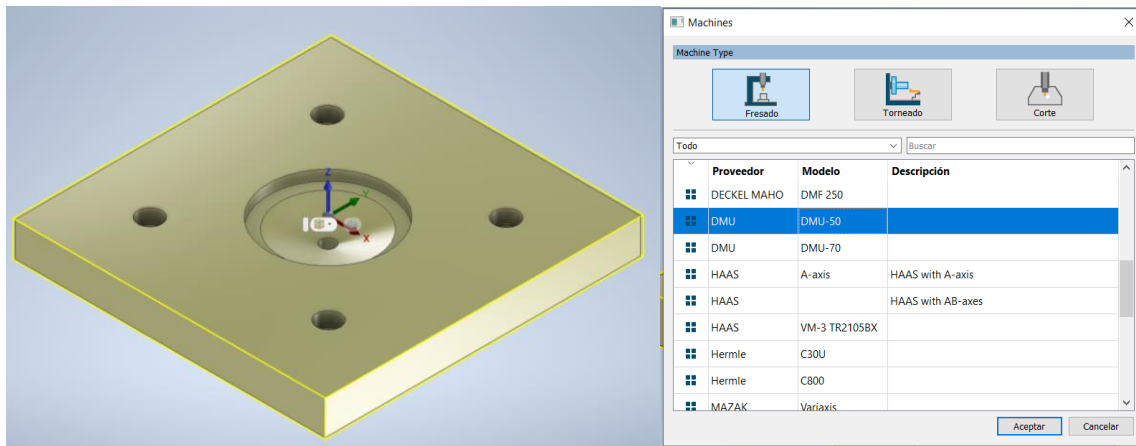 Z
Y
X
Machines
Machine Type
Fresado
Torneado
Corte
Todo
Buscar
Proveedor Modelo Descripción
DECKEL MAHO DMF 250
DMU DMU-50
DMU DMU-70
HAAS A-axis HAAS with A-axis
HAAS HAAS with AB-axes
HAAS VM-3 TR2105BX
Hermle C30U
Hermle C800
MAZAK Variaxis
Aceptar Cancelar